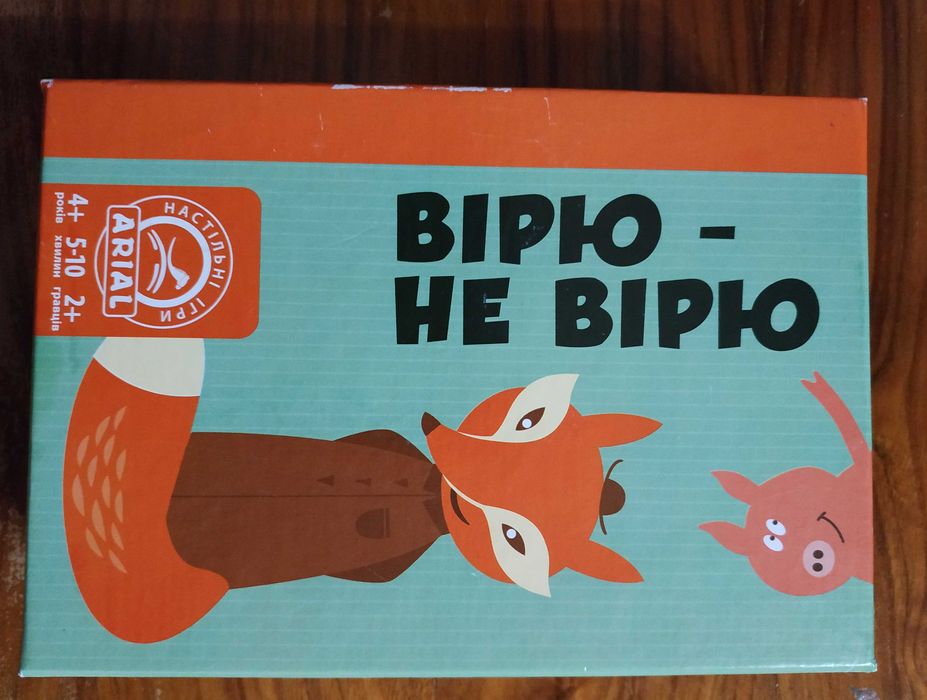 ВІРЮ -
НЕ ВІРЮ
НАСТІЛЬНІ ІГРИ
ARIAL
4+ 5-10 2+
років хвилин гравців